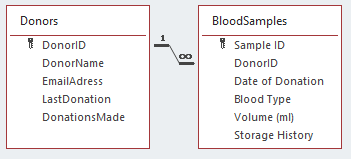 Donors
DonorID
DonorName
EmailAdress
LastDonation
DonationsMade
1
∞
BloodSamples
Sample ID
DonorID
Date of Donation
Blood Type
Volume (ml)
Storage History